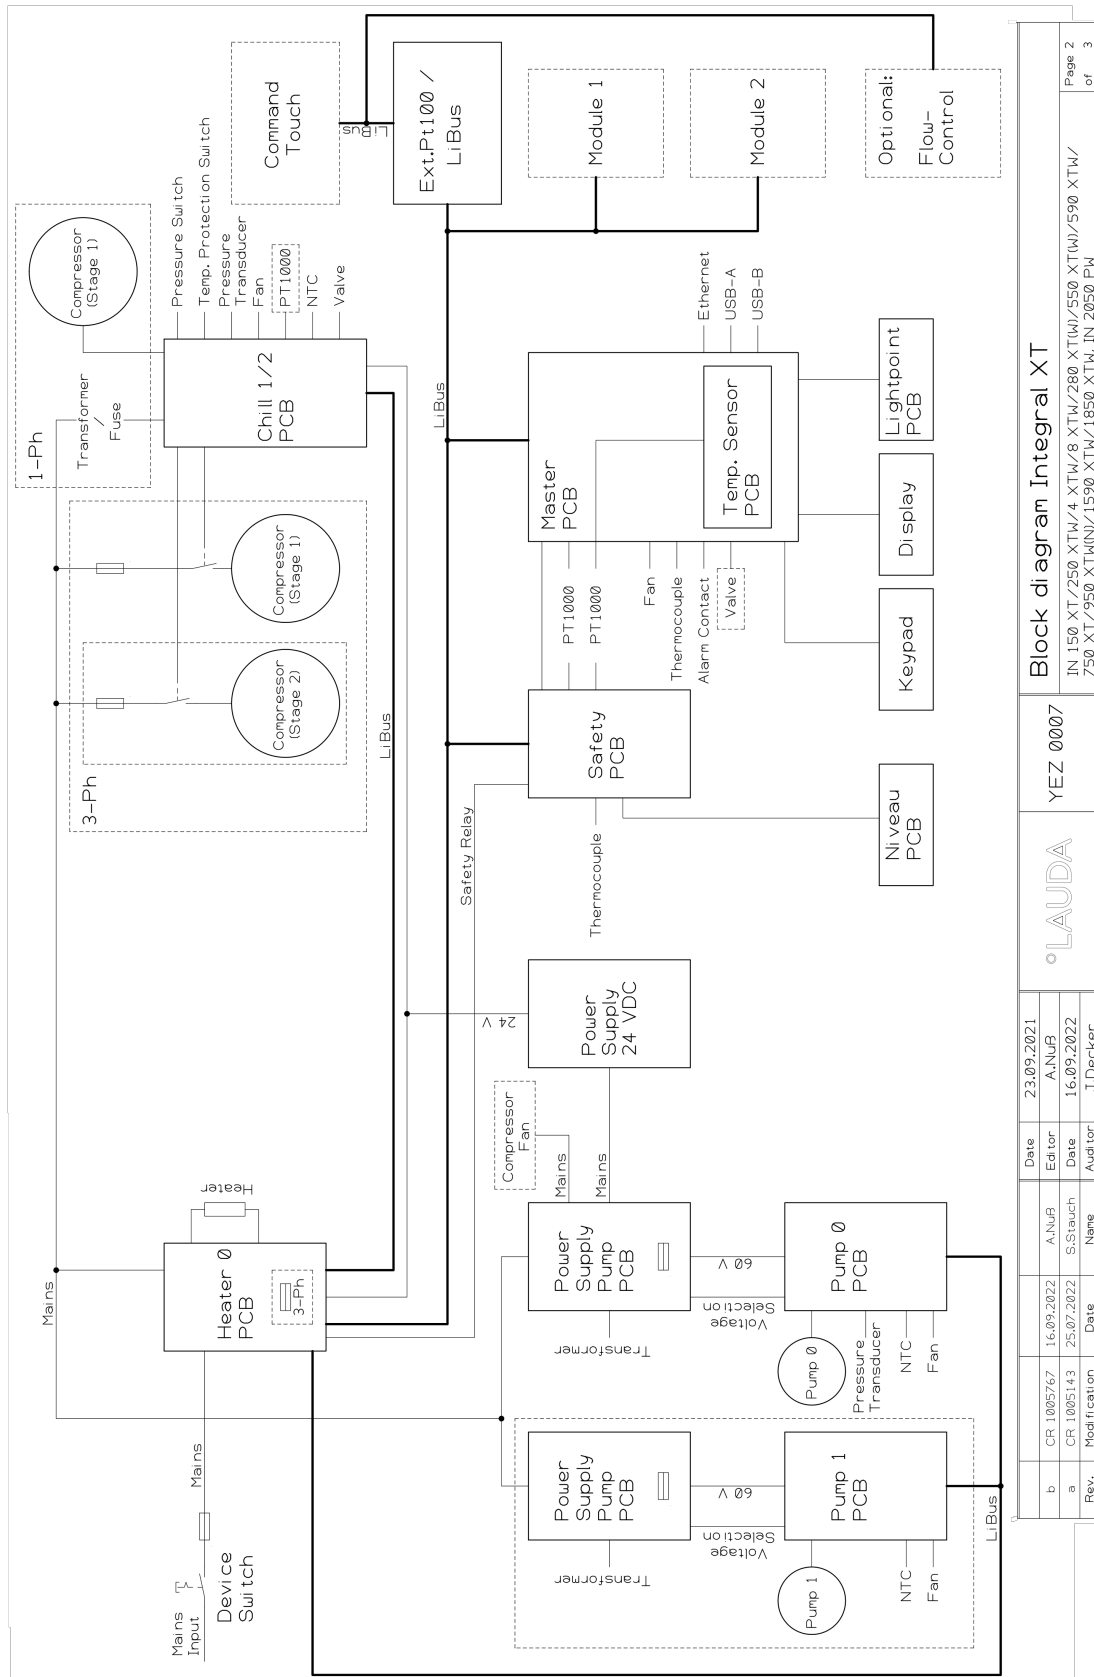 Mains
Input
Device
Switch
Mains
Mains
Heater 0
PCB
3-Ph
Heater
3-Ph
Compressor
(Stage 2)
Compressor
(Stage 1)
1-Ph
Transformer
/
Fuse
Compressor
(Stage 1)
Chill 1/2
PCB
Pressure Switch
Temp. Protection Switch
Pressure
Transducer
Fan
PT1000
NTC
Valve
LiBus
Command
Touch
LiBus
LiBus
Ext.Pt100 /
LiBus
LiBus
Safety Relay
24 V
Transformer
Power
Supply
Pump
PCB
60 V
Voltage
Selection
Pump 1
PCB
Pump 1
NTC
Fan
Transformer
Power
Supply
Pump
PCB
Mains
Mains
Compressor
Fan
60 V
Voltage
Selection
Pump 0
PCB
Pump 0
Pressure
Transducer
NTC
Fan
LiBus
Power
Supply
24 VDC
Thermocouple
Safety
PCB
PT1000
PT1000
Niveau
PCB
Master
PCB
Fan
Thermocouple
Alarm Contact
Valve
Temp. Sensor
PCB
Ethernet
USB-A
USB-B
Keypad
Display
Lightpoint
PCB
Module 1
Module 2
Optional:
Flow-
Control
b
CR 1005767
16.09.2022
A.Nuß
a
CR 1005143
25.07.2022
S.Stauch
Rev.
Modification
Date
Name
Date
23.09.2021
Editor
A.Nuß
Date
16.09.2022
Auditor
J.Decker
°LAUDA
YEZ 0007
Block diagram Integral XT
IN 150 XT/250 XTW/4 XTW/8 XTW/280 XT(W)/550 XT(W)/590 XTW/
750 XT/950 XTW(N)/1590 XTW/1850 XTW, IN 2050 PW
Page 2
of 3